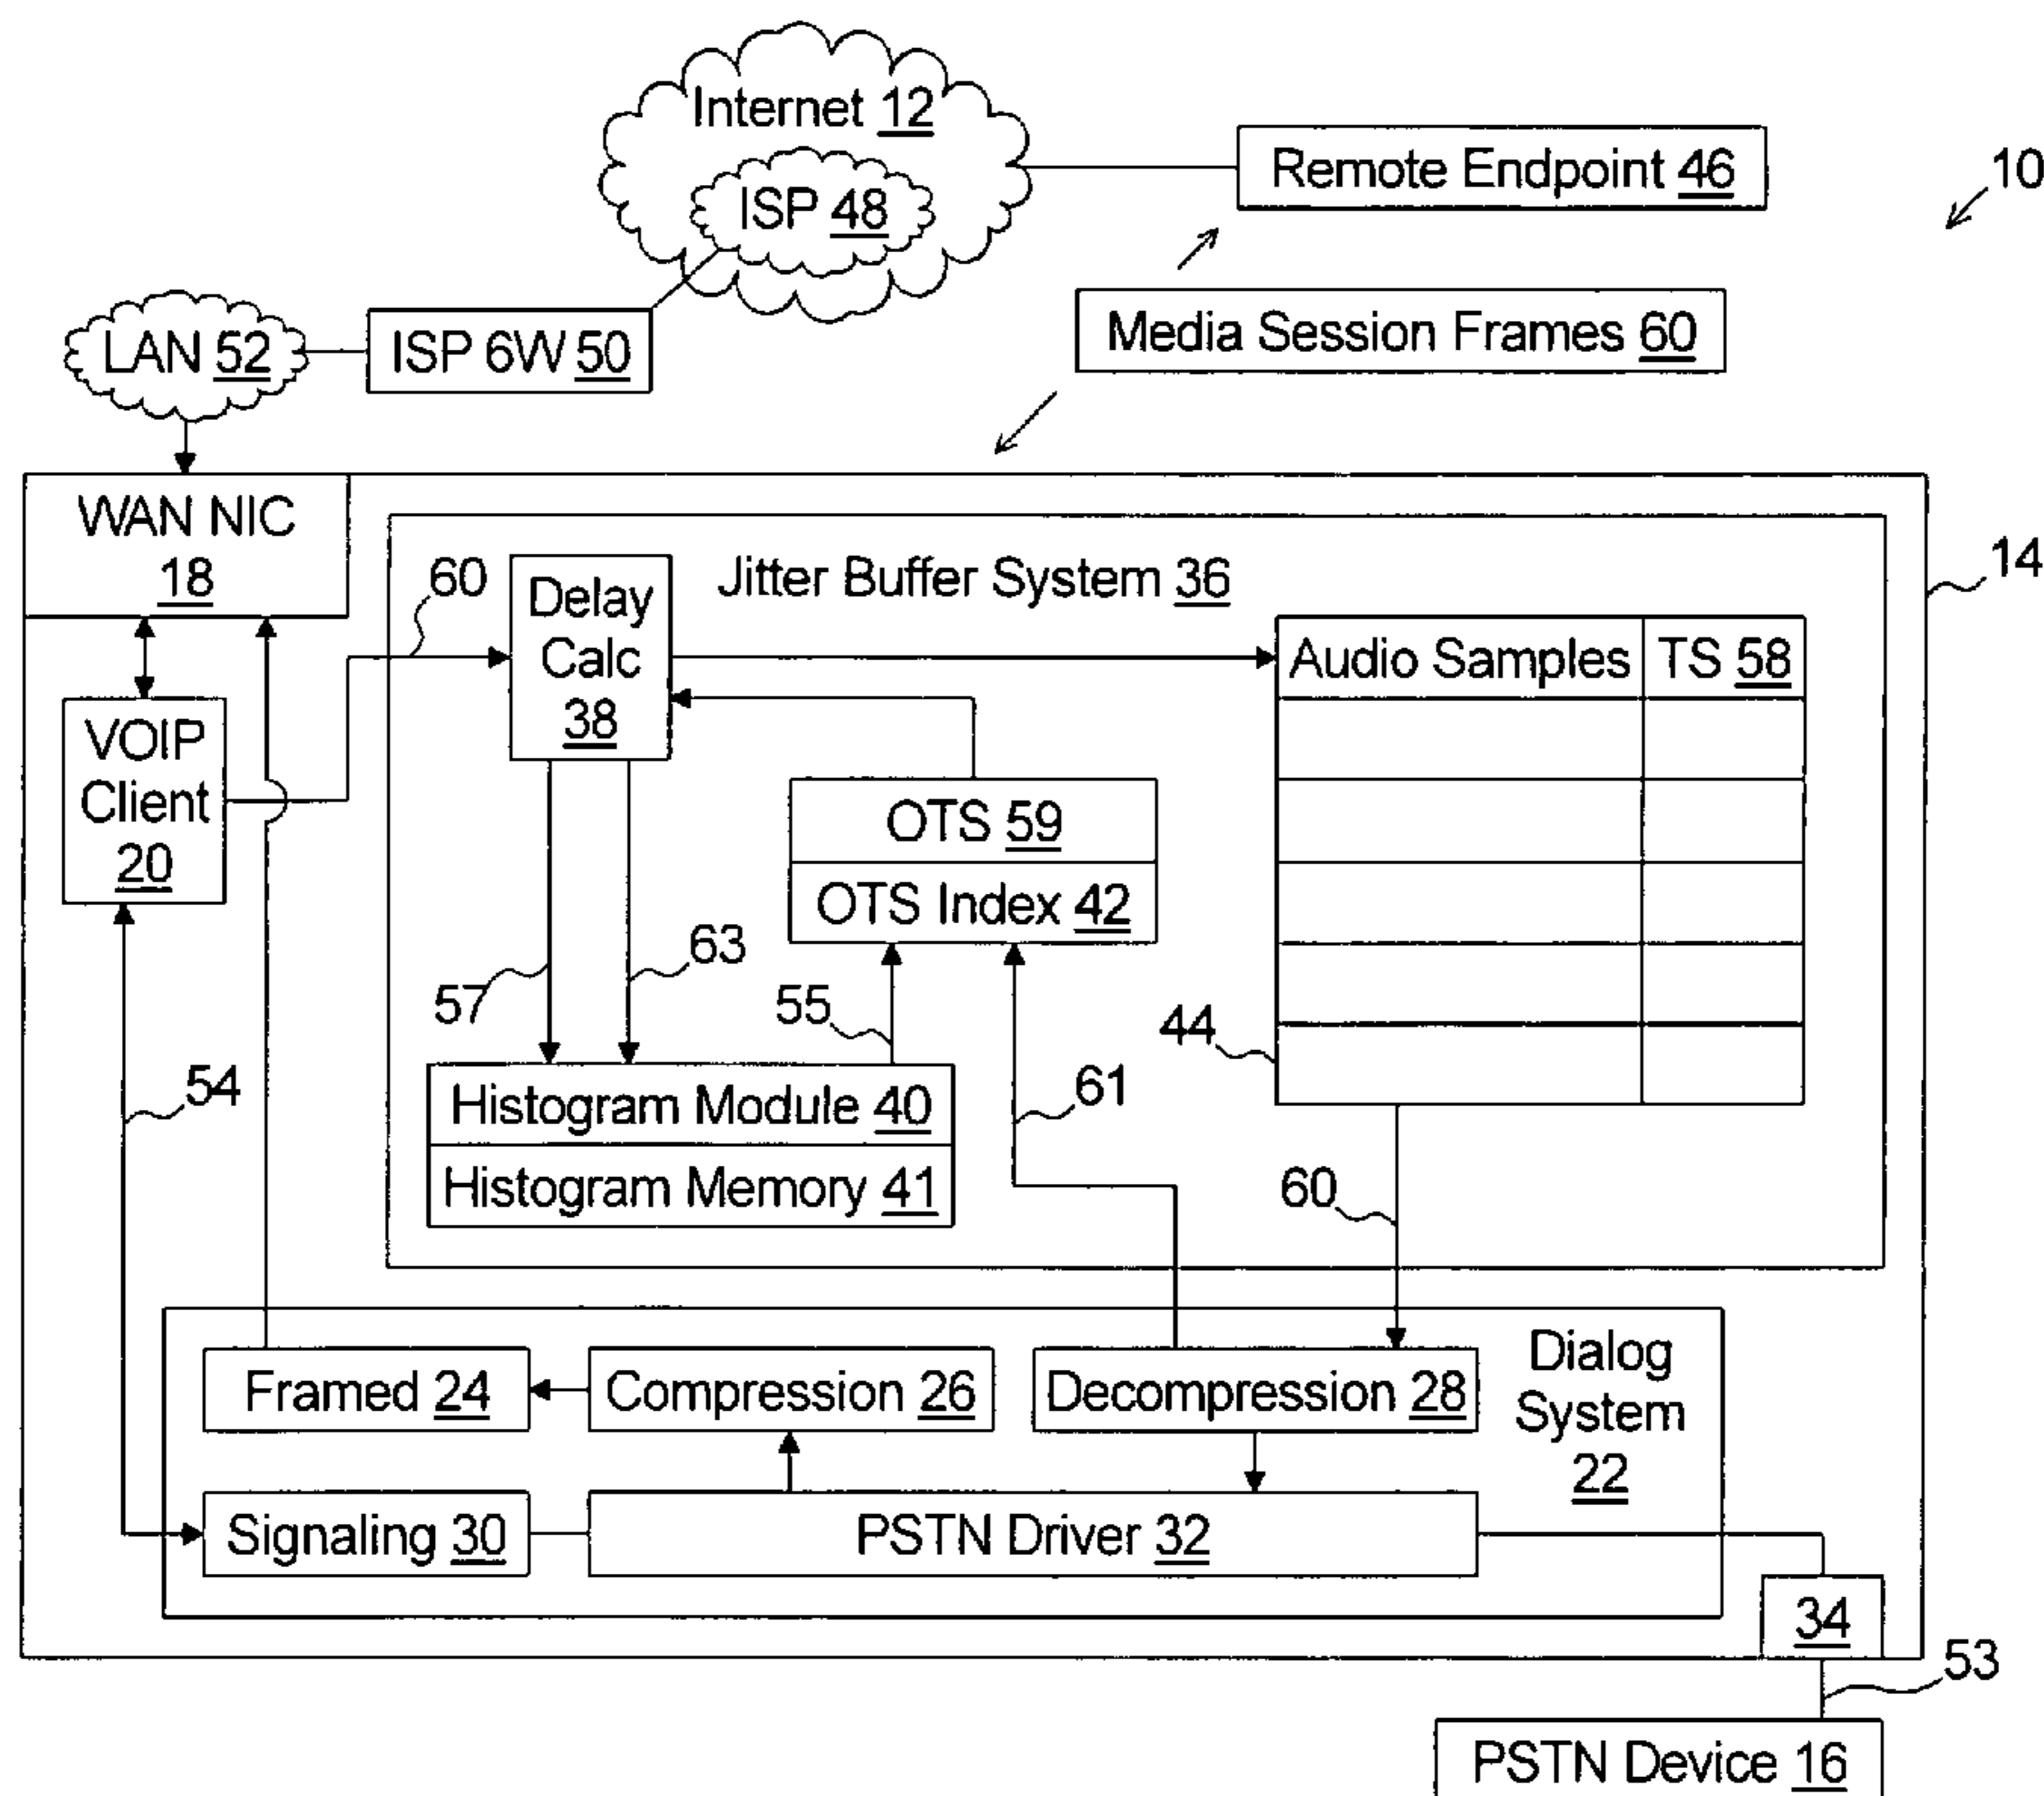 Internet 12
ISP 48
Remote Endpoint 46
10
Media Session Frames 60
LAN 52
ISP 6W 50
WAN NIC
18
14
60
Delay
Calc
38
Jitter Buffer System 36
Audio Samples
TS 58
VOIP
Client
20
OTS 59
OTS Index 42
57
63
55
44
61
54
Histogram Module 40
Histogram Memory 41
60
Dialog
System
22
Framed 24
Compression 26
Decompression 28
Signaling 30
PSTN Driver 32
34
53
PSTN Device 16